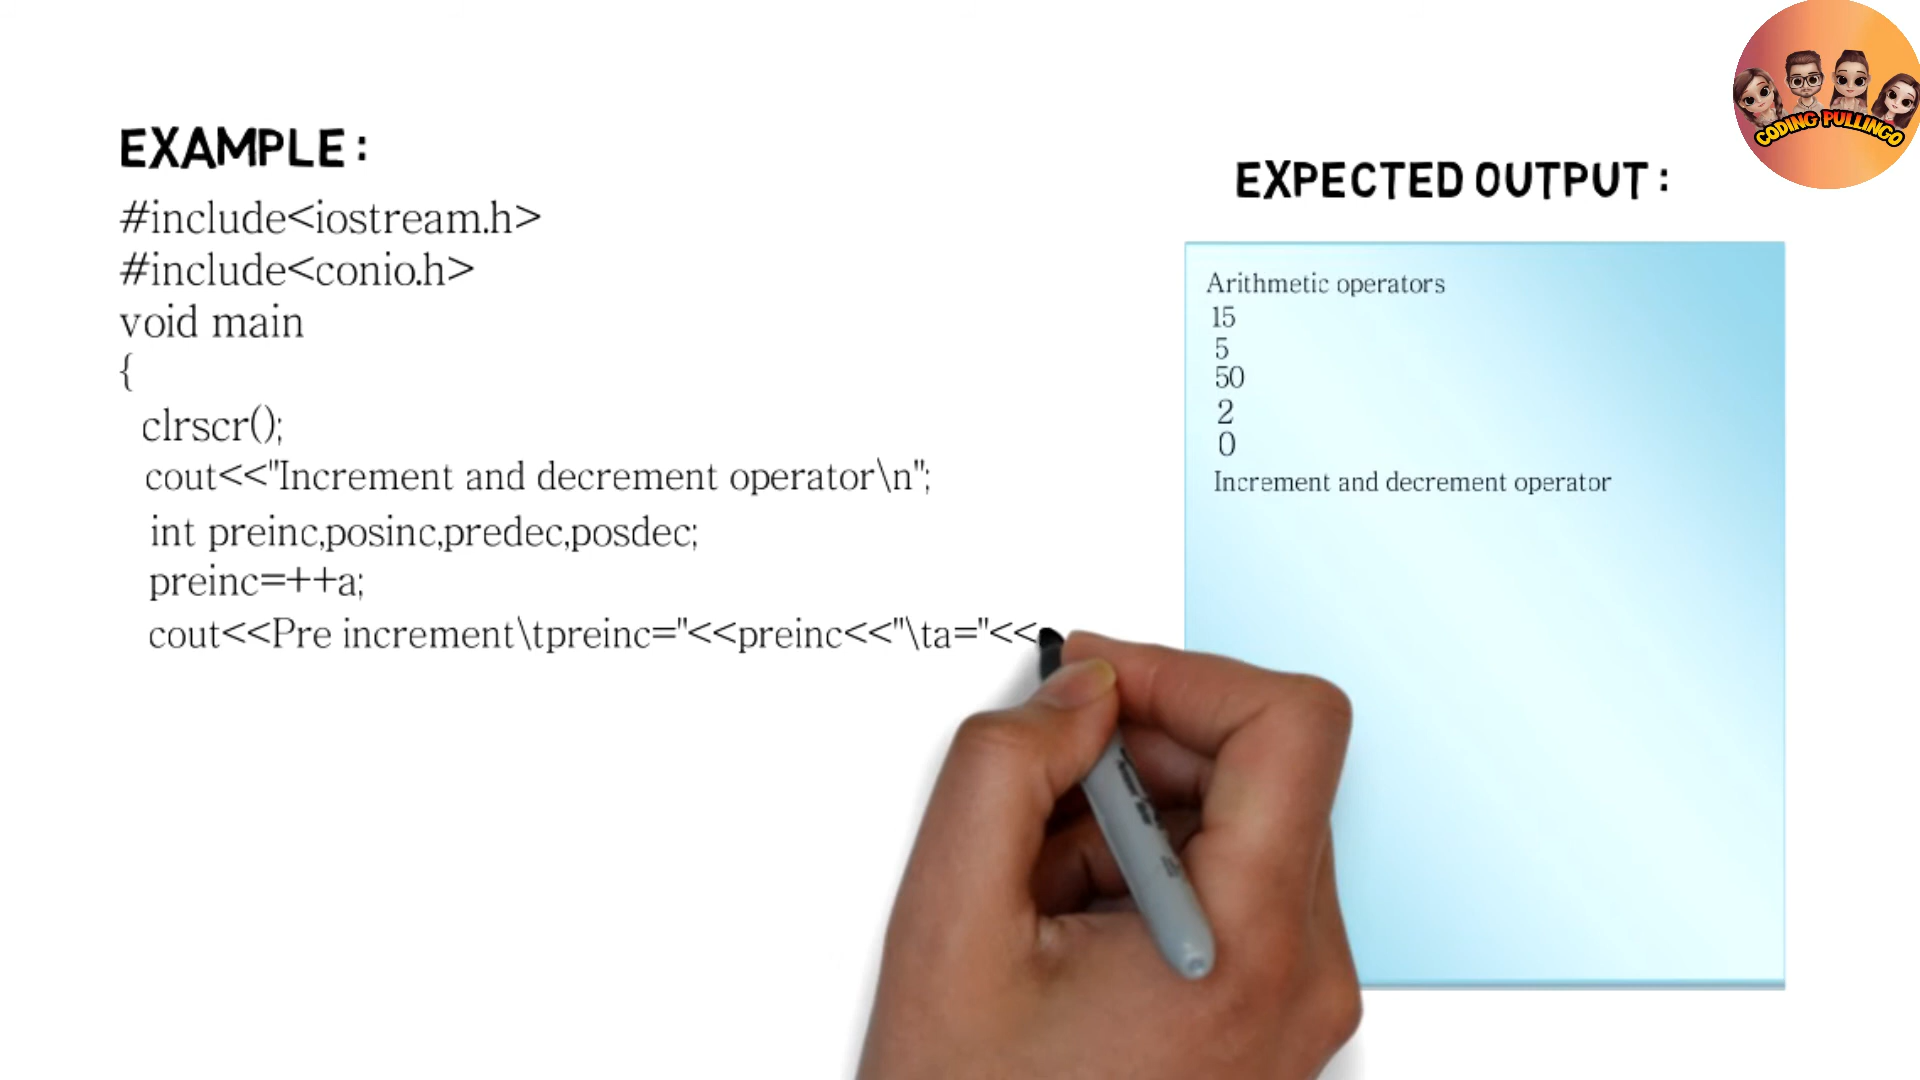 CODING PULLINGO
EXAMPLE :
#include<iostream.h>
#include<conio.h>
void main
{
clrscr();
cout<<"Increment and decrement operator\n";
int preinc,posinc,predec,posdec;
preinc=++a;
cout<<Pre increment\tpreinc="<<preinc<<"\ta="<<
EXPECTED OUTPUT :
Arithmetic operators
15
5
50
2
0
Increment and decrement operator